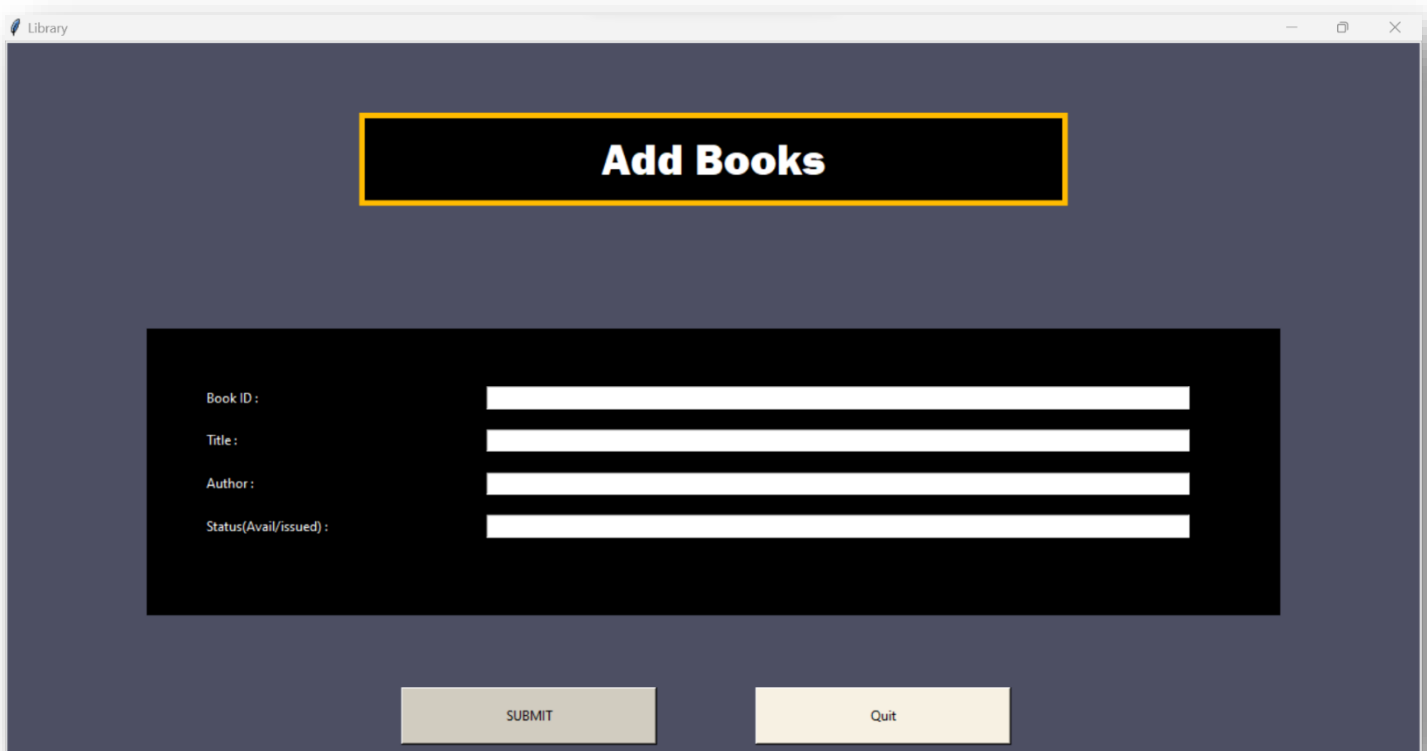 Library
Add Books
Book ID :
Title :
Author :
Status(Avail/issued) :
SUBMIT Quit